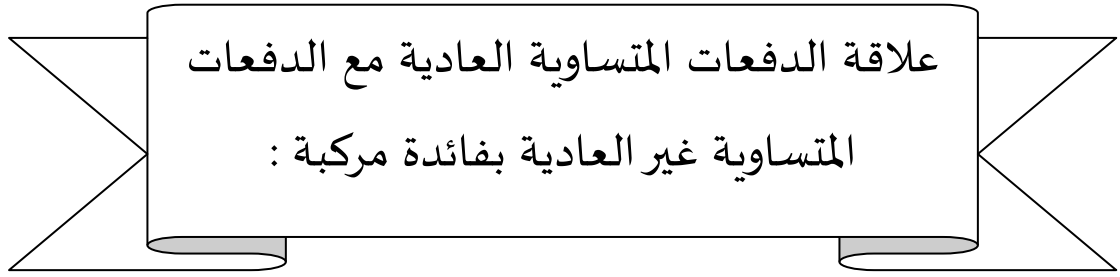 علاقة الدفعات المتساوية العادية مع الدفعات
المتساوية غير العادية بفائدة مركبة :